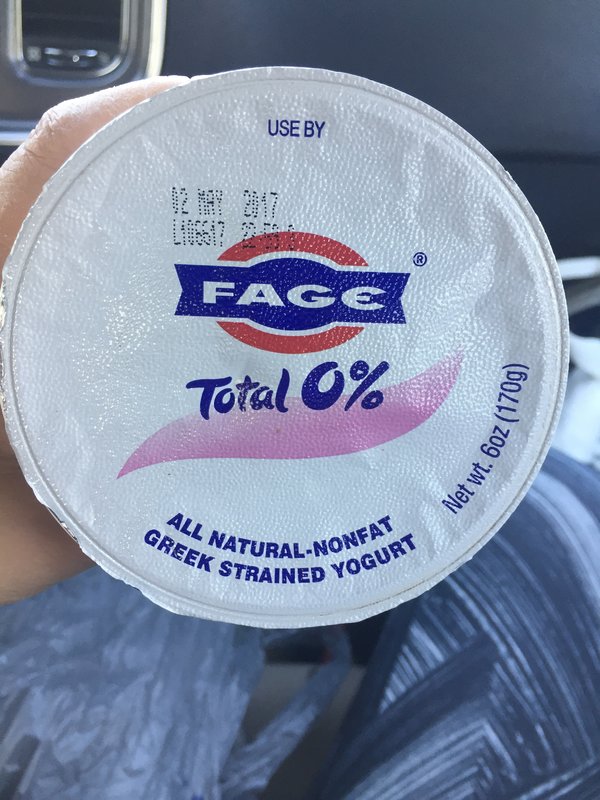 USE BY
02 MAY 2017
FAGE®
Total 0%
Net wt. 6oz (170g)
ALL NATURAL-NONFAT
GREEK STRAINED YOGURT